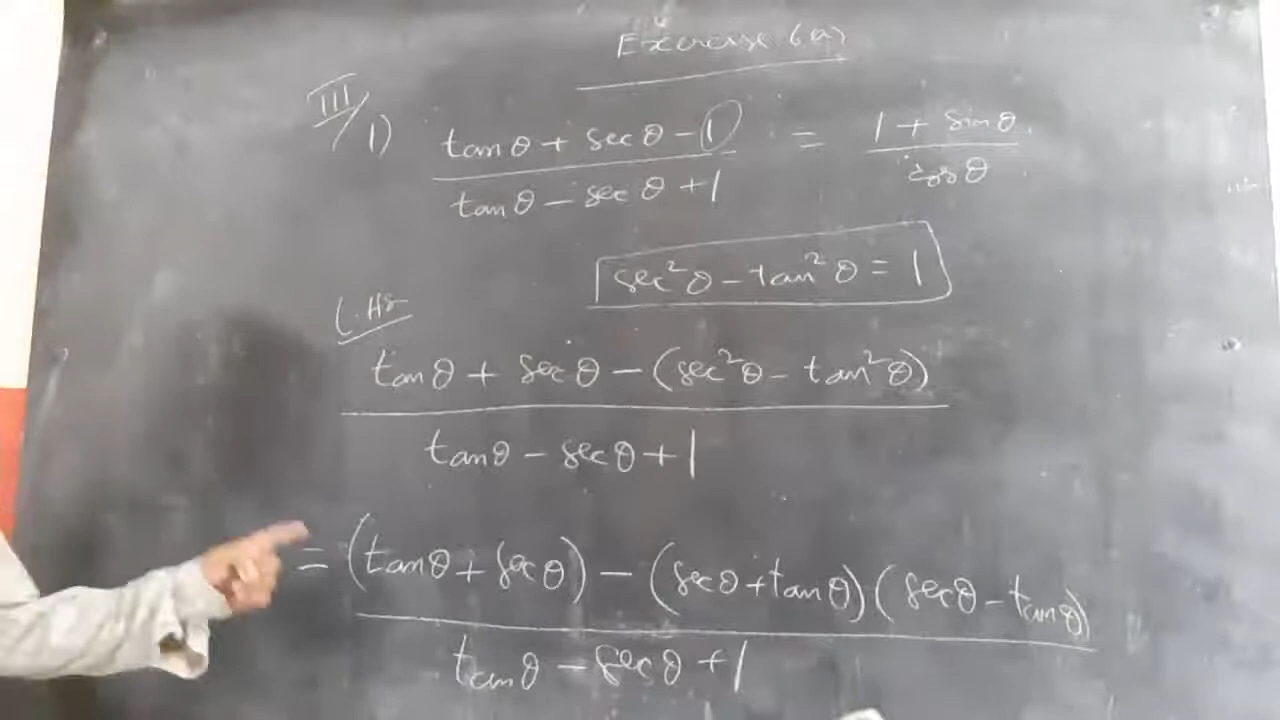 Exercise 6(a)
III/1) tanθ + secθ - 1 = 1 + sinθ
tanθ - secθ + 1 cosθ
sec²θ - tan²θ = 1
L.H.S
tanθ + secθ - (sec²θ - tan²θ)
tanθ - secθ + 1
= (tanθ + secθ) - (secθ + tanθ)(secθ - tanθ)
tanθ - secθ + 1